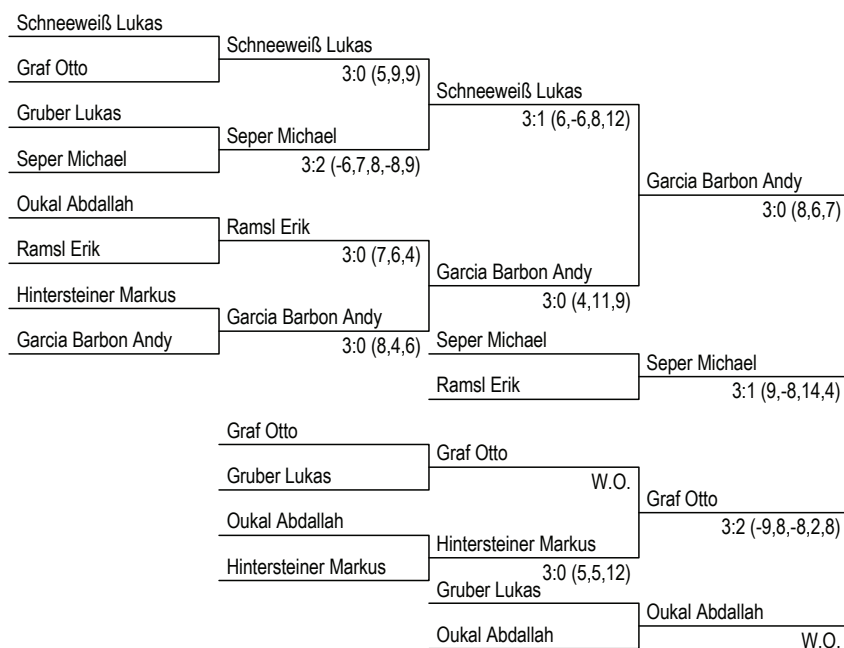 Schneeweiß Lukas
Graf Otto
Schneeweiß Lukas
3:0 (5,9,9)
Gruber Lukas
Seper Michael
Seper Michael
3:2 (-6,7,8,-8,9)
Schneeweiß Lukas
3:1 (6,-6,8,12)
Oukal Abdallah
Ramsl Erik
Ramsl Erik
3:0 (7,6,4)
Hintersteiner Markus
Garcia Barbon Andy
Garcia Barbon Andy
3:0 (8,4,6)
Garcia Barbon Andy
3:0 (4,11,9)
Garcia Barbon Andy
3:0 (8,6,7)
Seper Michael
Ramsl Erik
Seper Michael
3:1 (9,-8,14,4)
Graf Otto
Gruber Lukas
Graf Otto
W.O.
Oukal Abdallah
Hintersteiner Markus
Hintersteiner Markus
3:0 (5,5,12)
Graf Otto
3:2 (-9,8,-8,2,8)
Gruber Lukas
Oukal Abdallah
Oukal Abdallah
W.O.